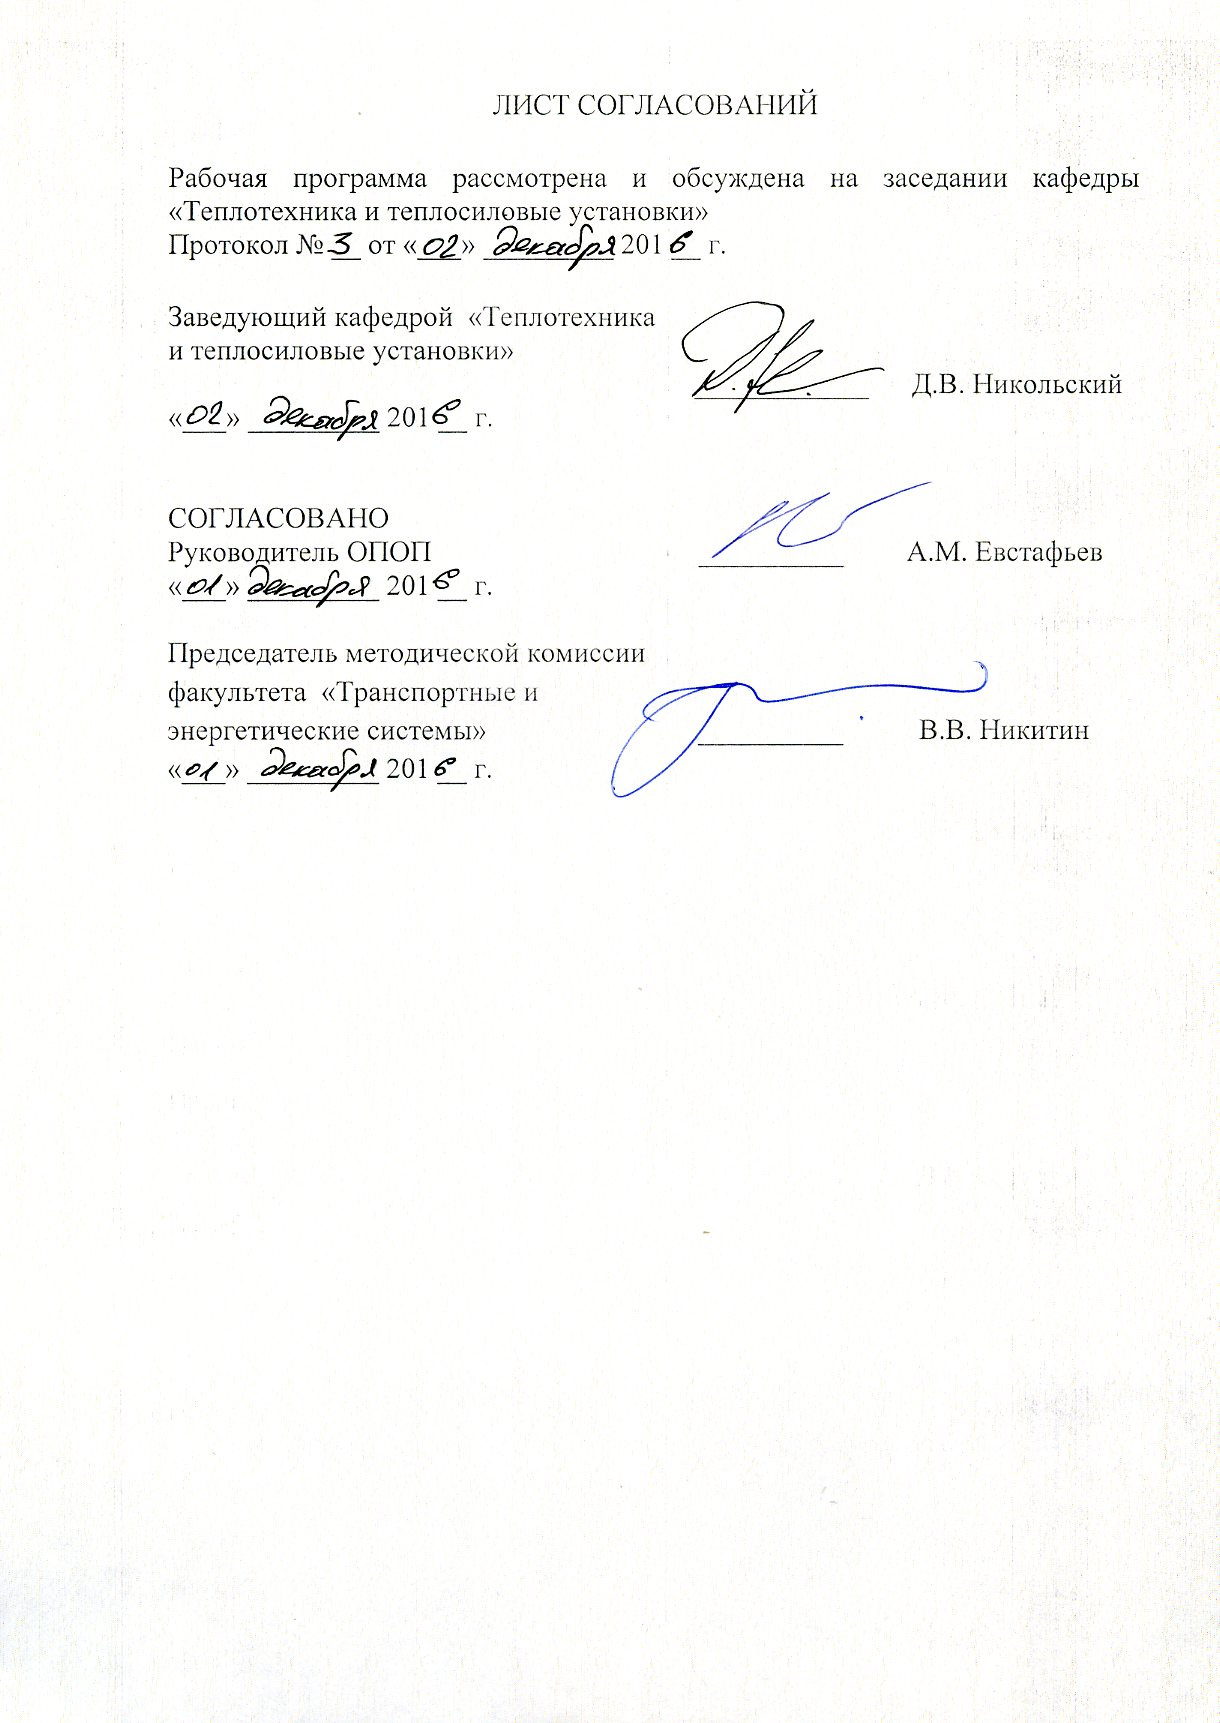 ЛИСТ СОГЛАСОВАНИЙ
Рабочая программа рассмотрена и обсуждена на заседании кафедры
«Теплотехника и теплосиловые установки»
Протокол № 3 от «02» декабря 2016 г.
Заведующий кафедрой «Теплотехника
и теплосиловые установки»
Д.В. Никольский
«02» декабря 2016 г.
СОГЛАСОВАНО
Руководитель ОПОП А.М. Евстафьев
«01» декабря 2016 г.
Председатель методической комиссии
факультета «Транспортные и
энергетические системы» В.В. Никитин
«01» декабря 2016 г.